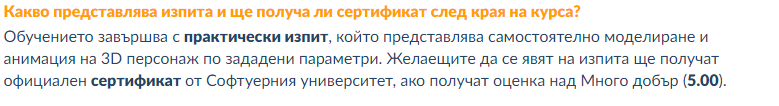 Какво представлява изпита и ще получа ли сертификат след края на курса?
Обучението завършва с практически изпит, който представлява самостоятелно моделиране и
анимация на 3D персонаж по зададени параметри. Желаещите да се явят на изпита ще получат
официален сертификат от Софтуерния университет, ако получат оценка над Много добър (5.00).